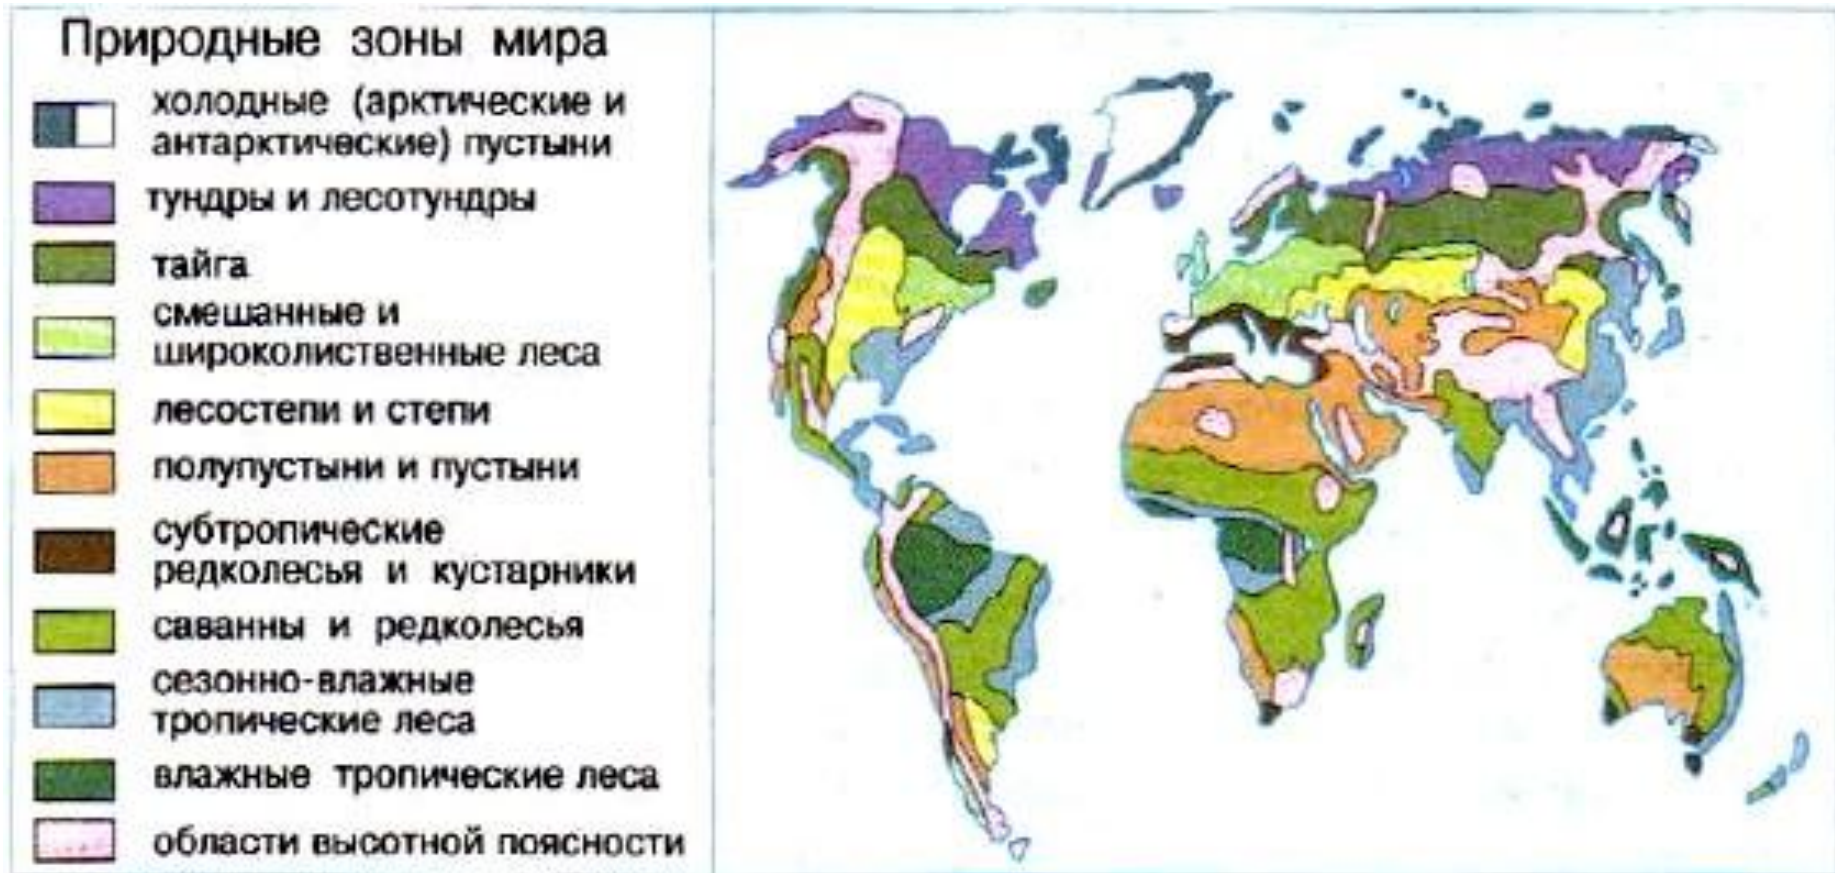 Природные зоны мира
холодные (арктические и
антарктические) пустыни
тундры и лесотундры
тайга
смешанные и
широколиственные леса
лесостепи и степи
полупустыни и пустыни
субтропические
редколесья и кустарники
саванны и редколесья
сезонно-влажные
тропические леса
влажные тропические леса
области высотной поясности